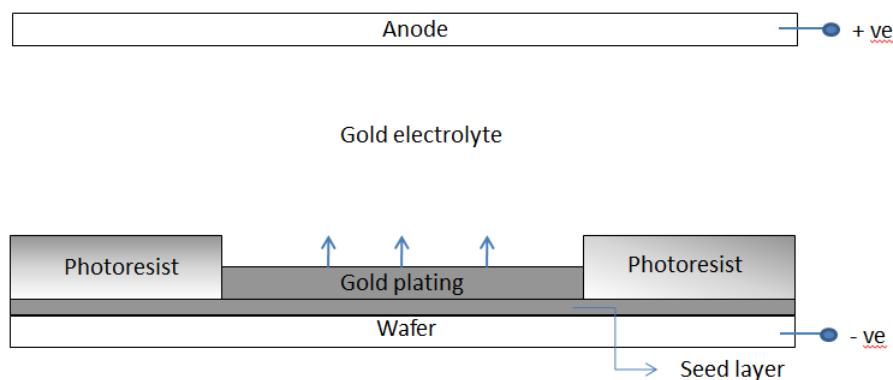 Anode
+ ve
Gold electrolyte
Photoresist
Photoresist
Gold plating
Wafer
- ve
Seed layer